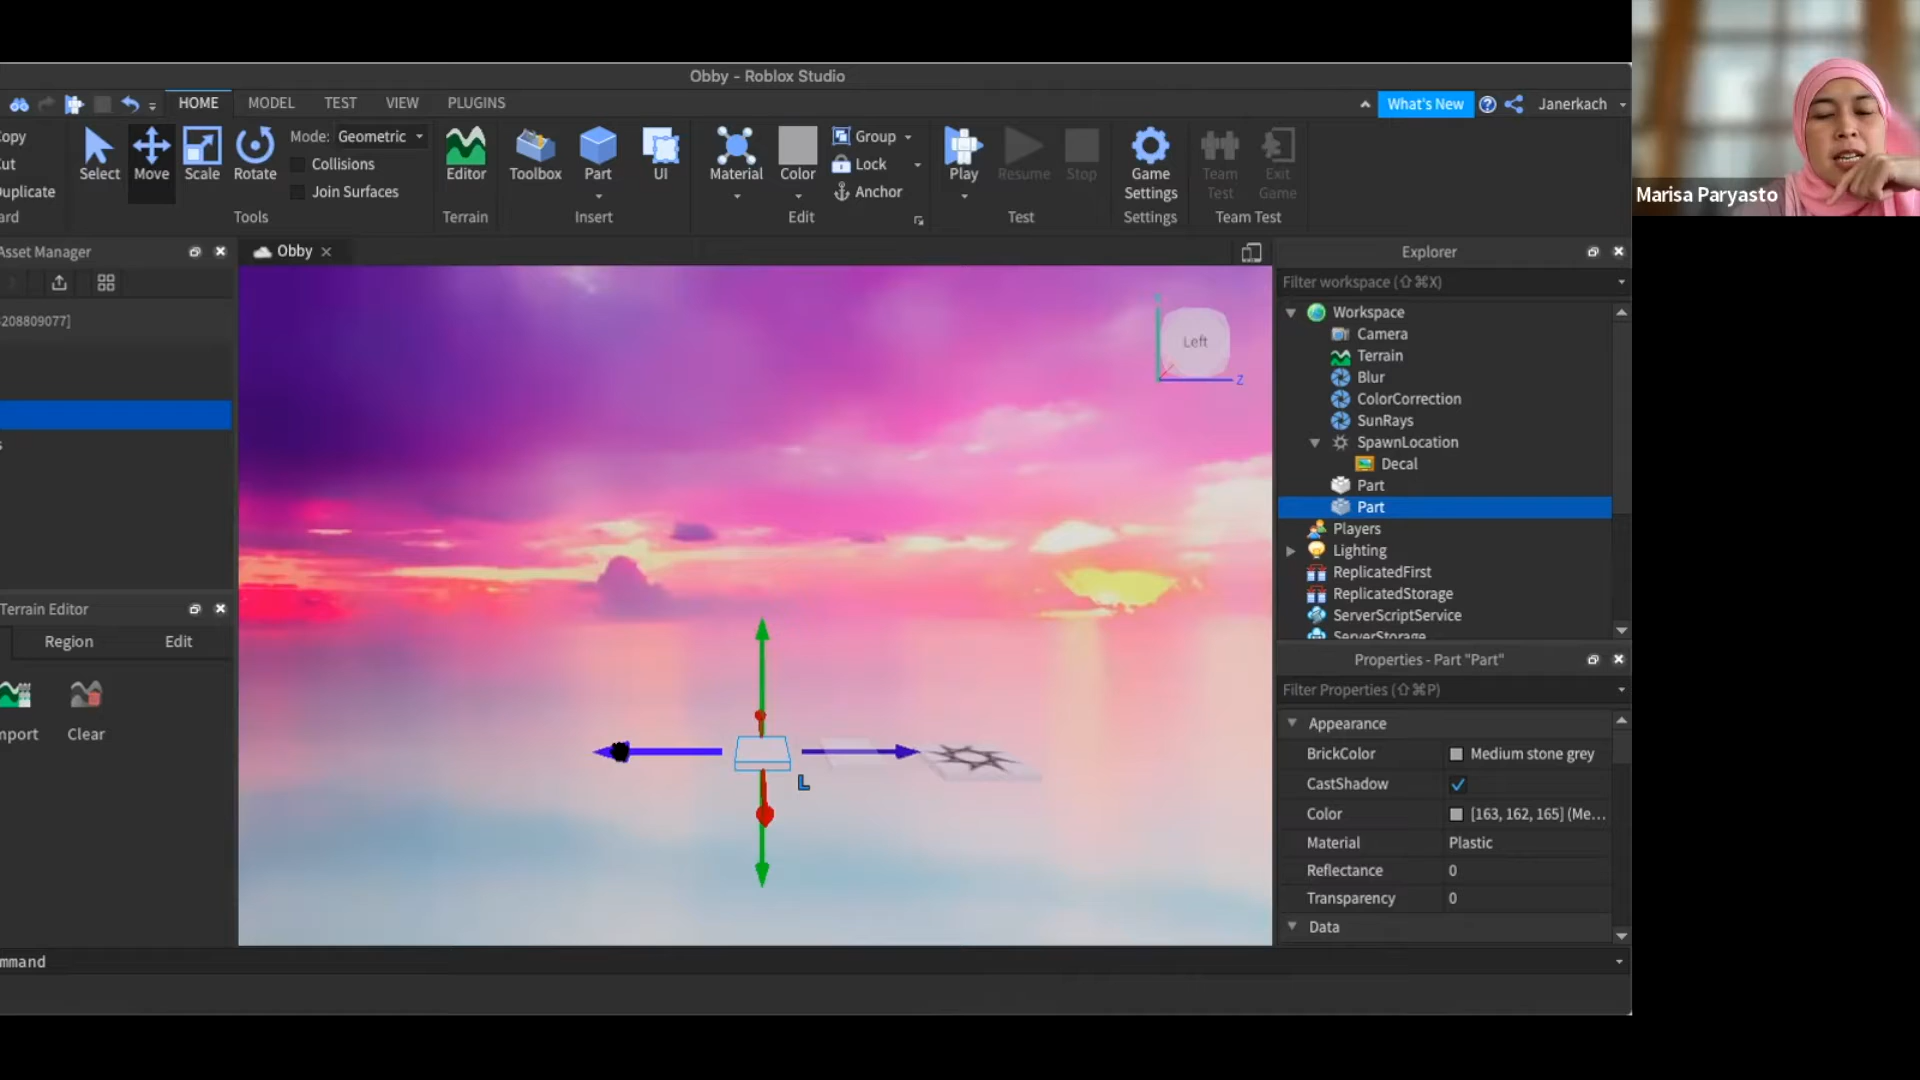 Obby - Roblox Studio
HOME MODEL TEST VIEW PLUGINS
What's New Janerkach
opy
ut
uplicate
ard
Select Move Scale Rotate
Mode: Geometric
Collisions
Join Surfaces
Tools
Editor
Terrain
Toolbox Part UI
Insert
Material Color
Group
Lock
Anchor
Edit
Play Resume Stop
Test
Game Settings
Settings
Team Test
Exit Game
Team Test
Marisa Paryasto
Asset Manager
208809077]
s
Obby
Left
Z
Terrain Editor
Region Edit
mport Clear
Explorer
Filter workspace (⇧⌘X)
Workspace
Camera
Terrain
Blur
ColorCorrection
SunRays
SpawnLocation
Decal
Part
Part
Players
Lighting
ReplicatedFirst
ReplicatedStorage
ServerScriptService
ServerStorage
Properties - Part "Part"
Filter Properties (⇧⌘P)
Appearance
BrickColor Medium stone grey
CastShadow
Color [163, 162, 165] (Me...
Material Plastic
Reflectance 0
Transparency 0
Data
L
mmand